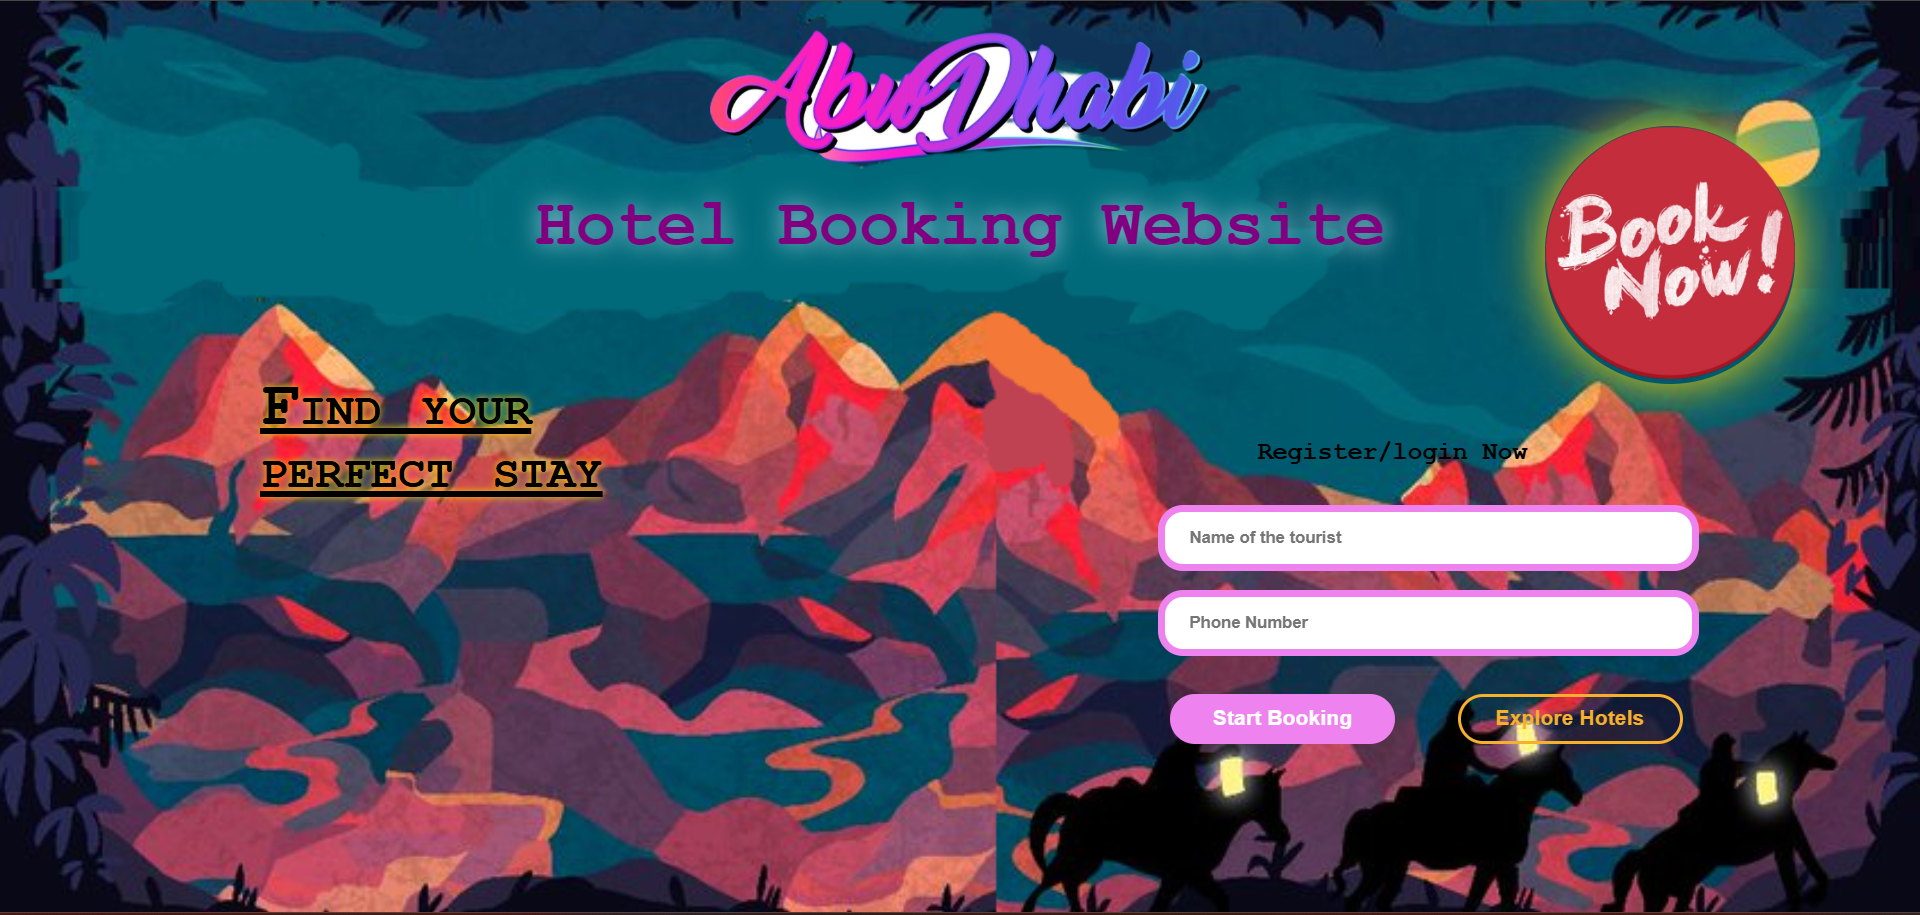 AbuDhabi
Hotel Booking Website
Book
Now!
Find your
perfect stay
Register/login Now
Name of the tourist
Phone Number
Start Booking
Explore Hotels